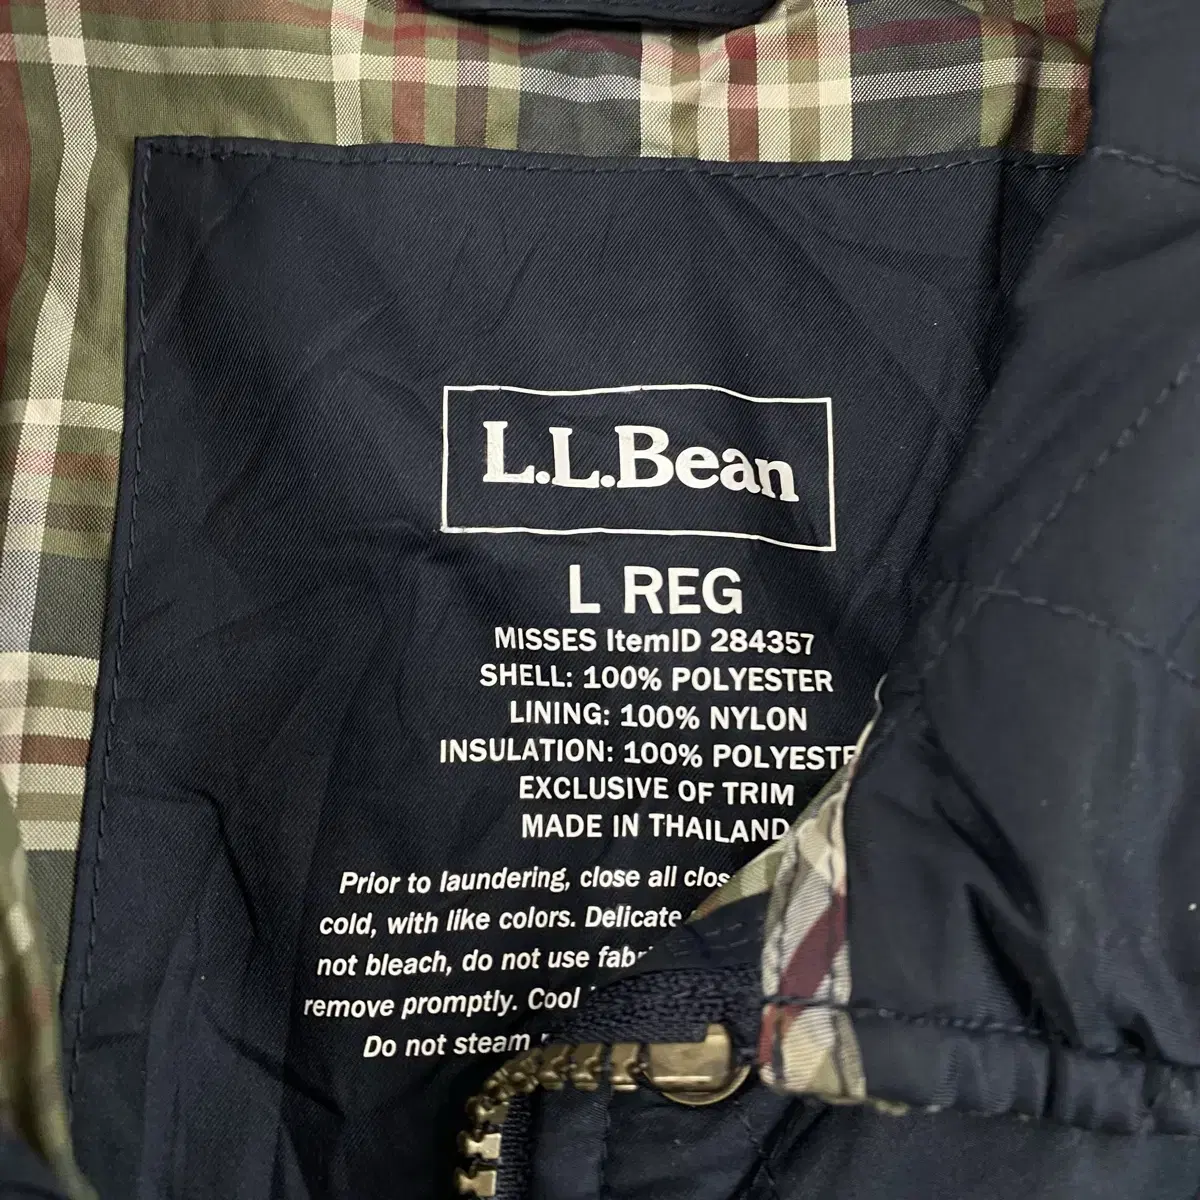 L.L.Bean
L REG
MISSES ItemID 284357
SHELL: 100% POLYESTER
LINING: 100% NYLON
INSULATION: 100% POLYESTE
EXCLUSIVE OF TRIM
MADE IN THAILAND
Prior to laundering, close all clos
cold, with like colors. Delicate
not bleach, do not use fabr
remove promptly. Cool
Do not steam